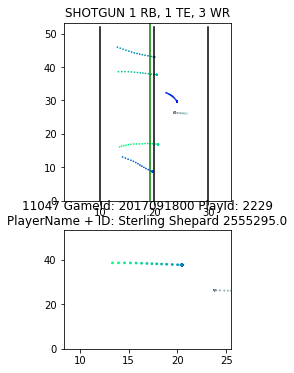 SHOTGUN 1 RB, 1 TE, 3 WR
50
40
30
20
10
0
10 20 30
11047 GameId: 2017091800 PlayId: 2229
PlayerName + ID: Sterling Shepard 2555295.0
40
20
0
10 15 20 25